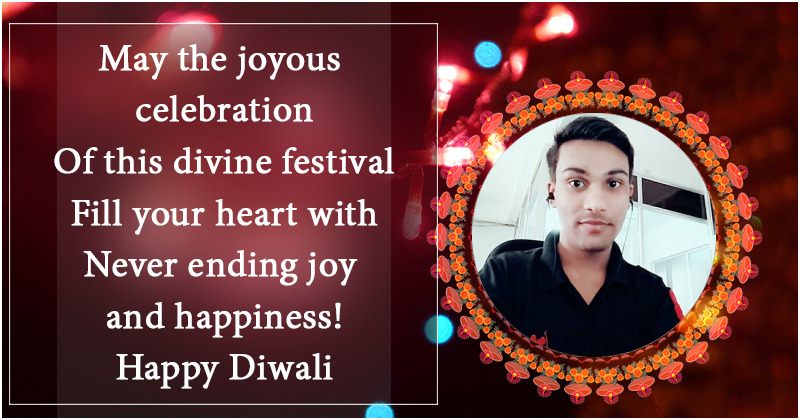 May the joyous
celebration
Of this divine festival
Fill your heart with
Never ending joy
and happiness!
Happy Diwali